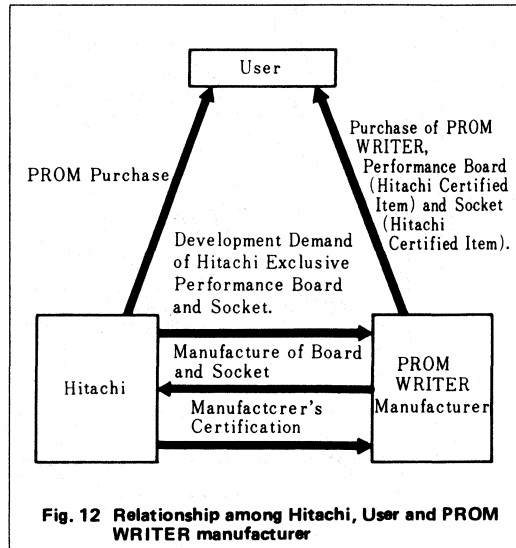 User
PROM Purchase
Purchase of PROM
WRITER,
Performance Board
(Hitachi Certified
Item) and Socket
(Hitachi
Certified Item).
Development Demand
of Hitachi Exclusive
Performance Board
and Socket.
Hitachi
Manufacture of Board
and Socket
Manufactcrer's
Certification
PROM
WRITER
Manufacturer
Fig. 12 Relationship among Hitachi, User and PROM
WRITER manufacturer